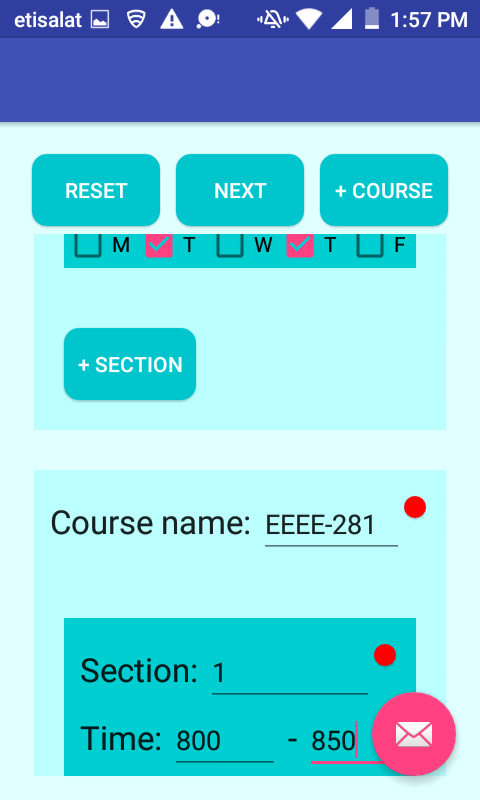 etisalat 1:57 PM
RESET NEXT + COURSE
M T W T F
+ SECTION
Course name: EEEE-281
Section: 1
Time: 800 - 850